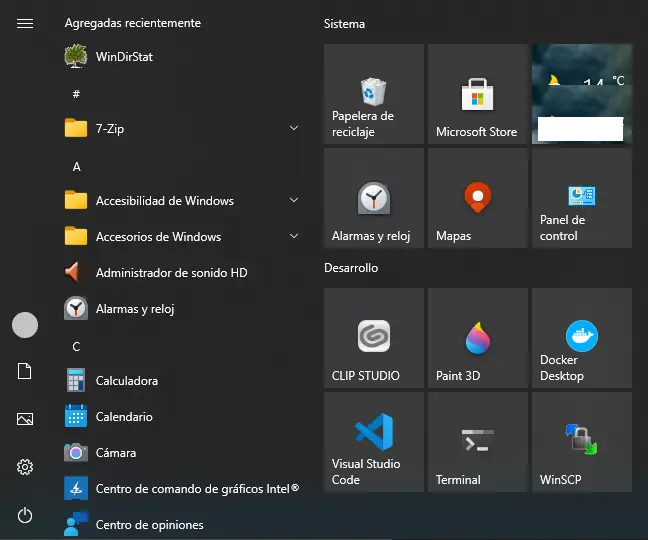 Agregadas recientemente
WinDirStat
#
7-Zip
A
Accesibilidad de Windows
Accesorios de Windows
Administrador de sonido HD
Alarmas y reloj
C
Calculadora
Calendario
Cámara
Centro de comando de gráficos Intel®
Centro de opiniones
Sistema
Papelera de
reciclaje
Microsoft Store
°C
Alarmas y reloj
Mapas
Panel de
control
Desarrollo
CLIP STUDIO
Paint 3D
Docker
Desktop
Visual Studio
Code
Terminal
WinSCP